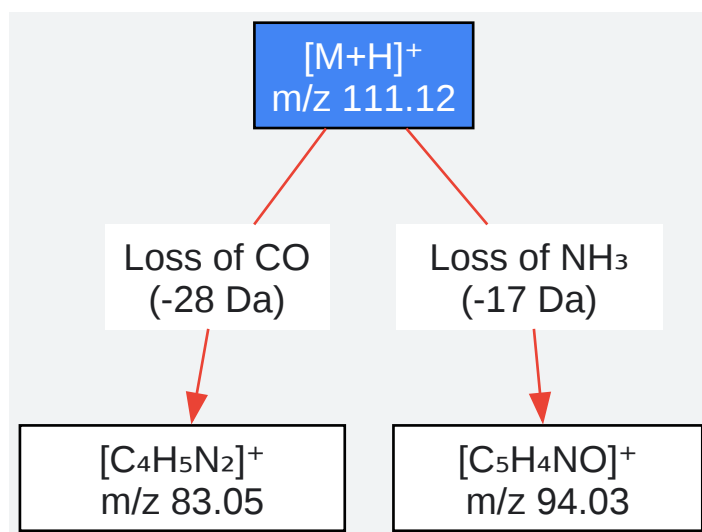 [M+H]⁺
m/z 111.12
Loss of CO
(-28 Da)
Loss of NH₃
(-17 Da)
[C₄H₅N₂]⁺
m/z 83.05
[C₅H₄NO]⁺
m/z 94.03